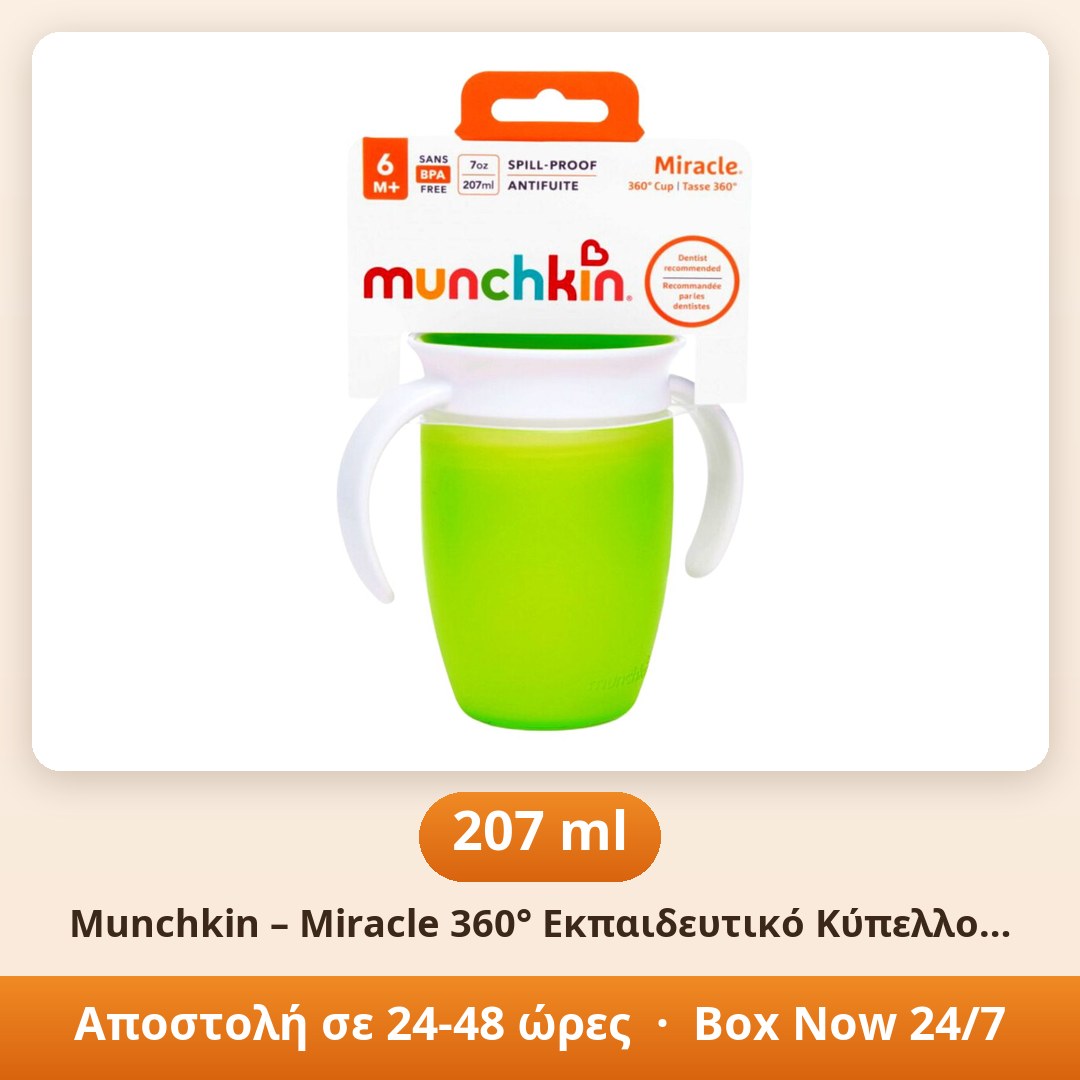 6
M+
SANS
BPA
FREE
7oz
207ml
SPILL-PROOF
ANTIFUITE
Miracle.
360° Cup | Tasse 360°
munchkin®
Dentist
recommended
Recommandée
par les
dentistes
munchkin
207 ml
Munchkin – Miracle 360° Εκπαιδευτικό Κύπελλο...
Αποστολή σε 24-48 ώρες · Box Now 24/7